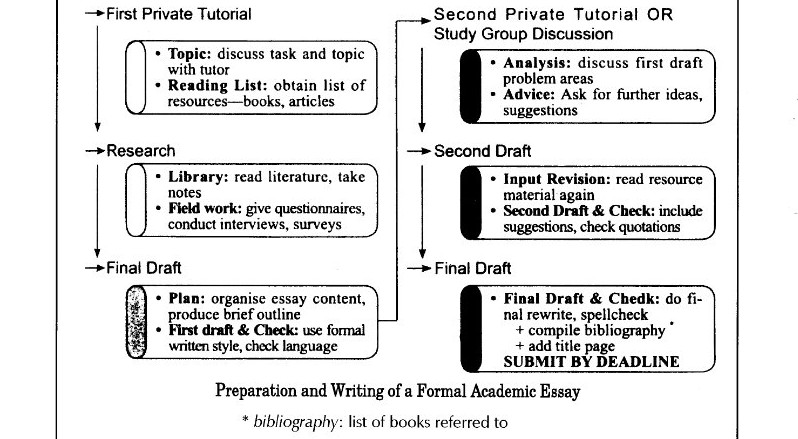 First Private Tutorial
• Topic: discuss task and topic
with tutor
• Reading List: obtain list of
resources—books, articles
Research
• Library: read literature, take
notes
• Field work: give questionnaires,
conduct interviews, surveys
Final Draft
• Plan: organise essay content,
produce brief outline
• First draft & Check: use formal
written style, check language
Second Private Tutorial OR
Study Group Discussion
• Analysis: discuss first draft
problem areas
• Advice: Ask for further ideas,
suggestions
Second Draft
• Input Revision: read resource
material again
• Second Draft & Check: include
suggestions, check quotations
Final Draft
• Final Draft & Chedk: do fi-
nal rewrite, spellcheck
+ compile bibliography *
+ add title page
SUBMIT BY DEADLINE
Preparation and Writing of a Formal Academic Essay
* bibliography: list of books referred to